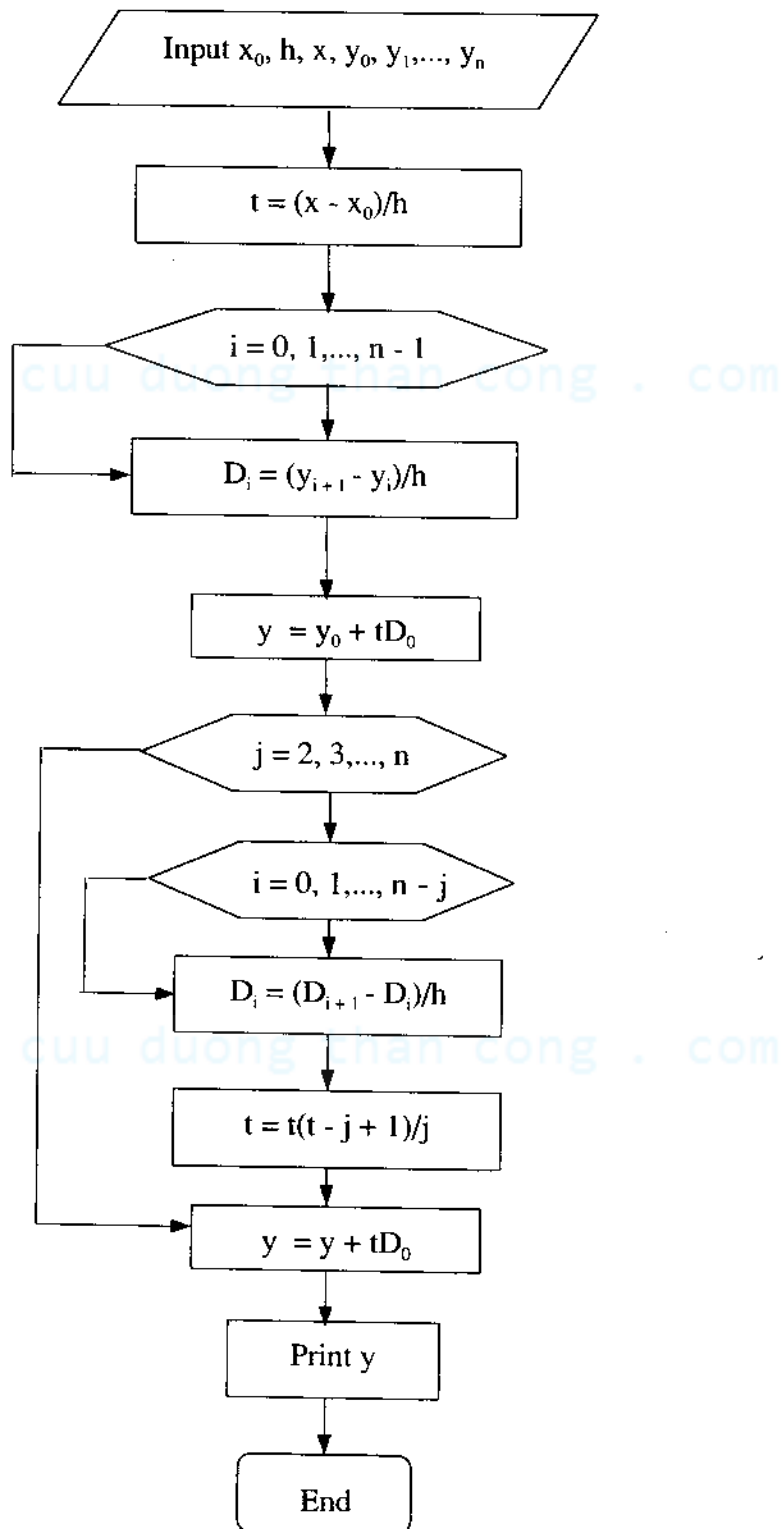 Input x₀, h, x, y₀, y₁,..., yₙ
t = (x - x₀)/h
i = 0, 1,..., n - 1
cuu duong than cong . com
Dᵢ = (yᵢ₊₁ - yᵢ)/h
y = y₀ + tD₀
j = 2, 3,..., n
i = 0, 1,..., n - j
Dᵢ = (Dᵢ₊₁ - Dᵢ)/h
cuu duong than cong . com
t = t(t - j + 1)/j
y = y + tD₀
Print y
End